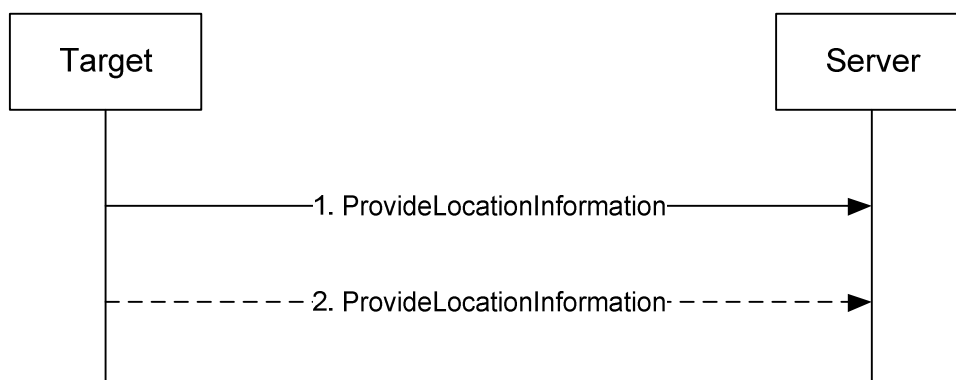 Target
Server
1. ProvideLocationInformation
2. ProvideLocationInformation